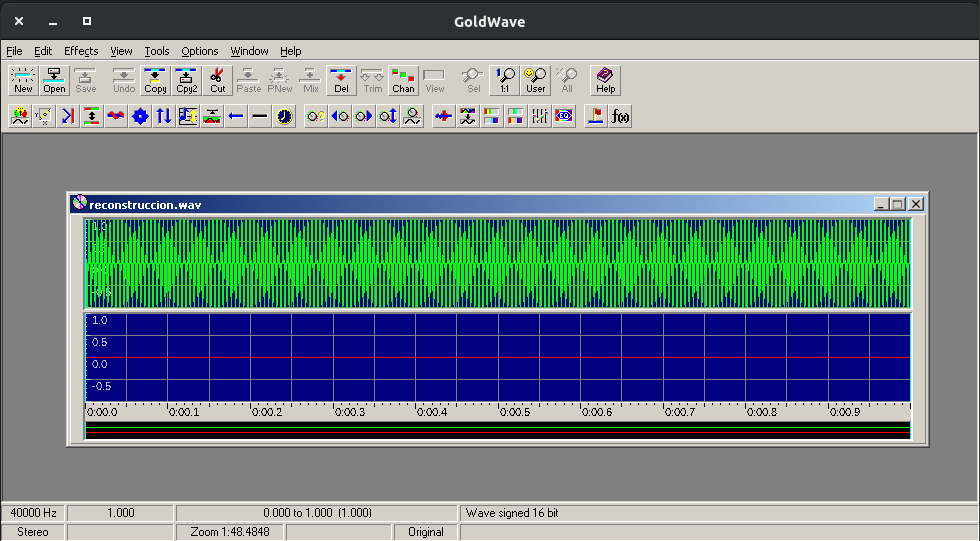 GoldWave
File Edit Effects View Tools Options Window Help
New Open Save Undo Copy Cpy2 Cut Paste PNew Mix Del Trim Chan View Sel 1:1 User All Help
f(x)
reconstruccion.wav
1.0
1.0
0.5
0.0
-0.5
0:00.0 0:00.1 0:00.2 0:00.3 0:00.4 0:00.5 0:00.6 0:00.7 0:00.8 0:00.9
40000 Hz 1.000 0.000 to 1.000 (1.000) Wave signed 16 bit
Stereo Zoom 1:48.4848 Original